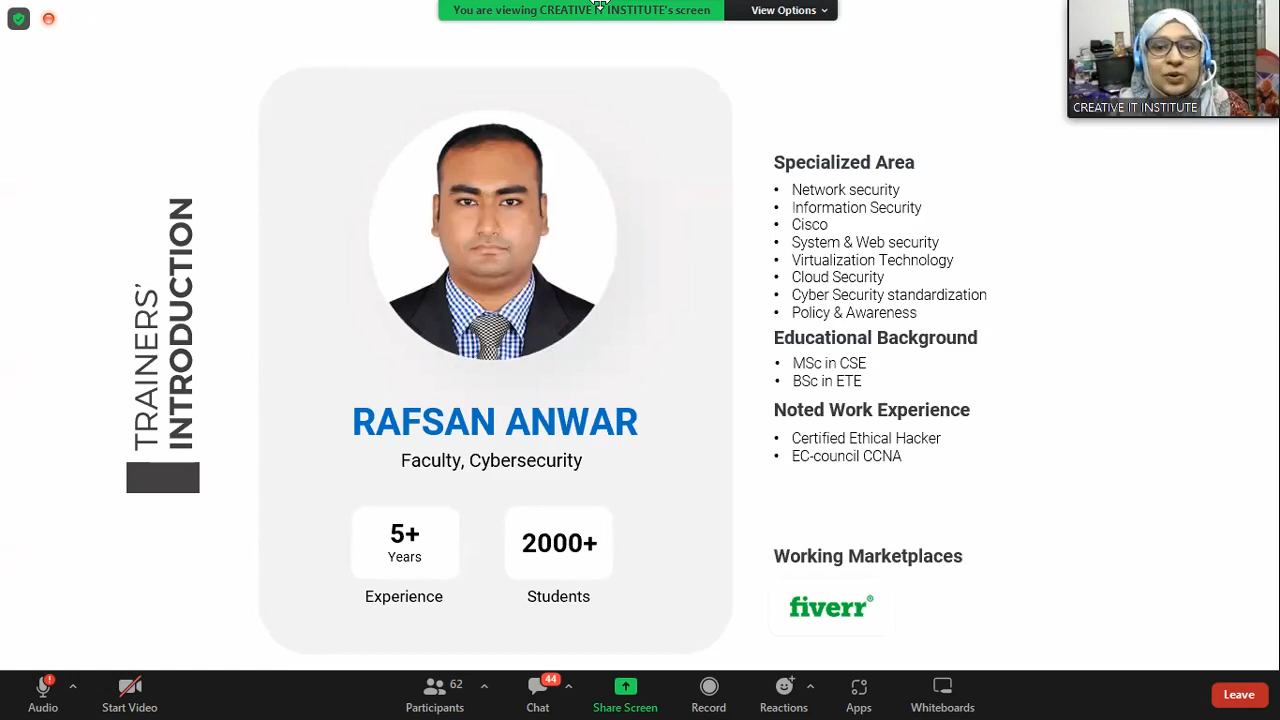 You are viewing CREATIVE IT INSTITUTE's screen
View Options
CREATIVE IT INSTITUTE
TRAINERS'
INTRODUCTION
RAFSAN ANWAR
Faculty, Cybersecurity
5+
Years
Experience
2000+
Students
Specialized Area
• Network security
• Information Security
• Cisco
• System & Web security
• Virtualization Technology
• Cloud Security
• Cyber Security standardization
• Policy & Awareness
Educational Background
• MSc in CSE
• BSc in ETE
Noted Work Experience
• Certified Ethical Hacker
• EC-council CCNA
Working Marketplaces
fiverr®
Audio
Start Video
62
Participants
44
Chat
Share Screen
Record
Reactions
Apps
Whiteboards
Leave